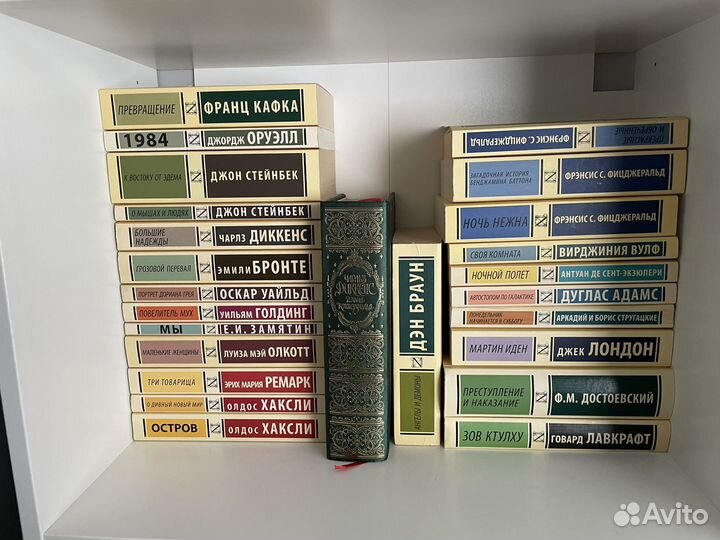 ПРЕВРАЩЕНИЕ ФРАНЦ КАФКА
1984 ДЖОРДЖ ОРУЭЛЛ
К ВОСТОКУ ОТ ЭДЕМА ДЖОН СТЕЙНБЕК
О МЫШАХ И ЛЮДЯХ ДЖОН СТЕЙНБЕК
БОЛЬШИЕ
НАДЕЖДЫ ЧАРЛЗ ДИККЕНС
ГРОЗОВОЙ ПЕРЕВАЛ ЭМИЛИ БРОНТЕ
ПОРТРЕТ ДОРИАНА ГРЕЯ ОСКАР УАЙЛЬД
ПОВЕЛИТЕЛЬ МУХ УИЛЬЯМ ГОЛДИНГ
МЫ Е.И. ЗАМЯТИН
МАЛЕНЬКИЕ ЖЕНЩИНЫ ЛУИЗА МЭЙ ОЛКОТТ
ТРИ ТОВАРИЩА ЭРИХ МАРИЯ РЕМАРК
О ДИВНЫЙ НОВЫЙ МИР ОЛДОС ХАКСЛИ
ОСТРОВ ОЛДОС ХАКСЛИ
ЧАРЛЬЗ
ДИККЕНС
ДЭН БРАУН
АНГЕЛЫ И ДЕМОНЫ
ФРЭНСИС С. ФИЦДЖЕРАЛЬД
ПРЕКРАСНЫЕ
И ОБРЕЧЕННЫЕ
ЗАГАДОЧНАЯ ИСТОРИЯ
БЕНДЖАМИНА БАТТОНА ФРЭНСИС С. ФИЦДЖЕРАЛЬД
НОЧЬ НЕЖНА ФРЭНСИС С. ФИЦДЖЕРАЛЬД
СВОЯ КОМНАТА ВИРДЖИНИЯ ВУЛФ
НОЧНОЙ ПОЛЕТ АНТУАН ДЕ СЕНТ-ЭКЗЮПЕРИ
АВТОСТОПОМ ПО ГАЛАКТИКЕ ДУГЛАС АДАМС
ПОНЕДЕЛЬНИК
НАЧИНАЕТСЯ В СУББОТУ АРКАДИЙ И БОРИС СТРУГАЦКИЕ
МАРТИН ИДЕН ДЖЕК ЛОНДОН
ПРЕСТУПЛЕНИЕ
И НАКАЗАНИЕ Ф.М. ДОСТОЕВСКИЙ
ЗОВ КТУЛХУ ГОВАРД ЛАВКРАФТ
Avito